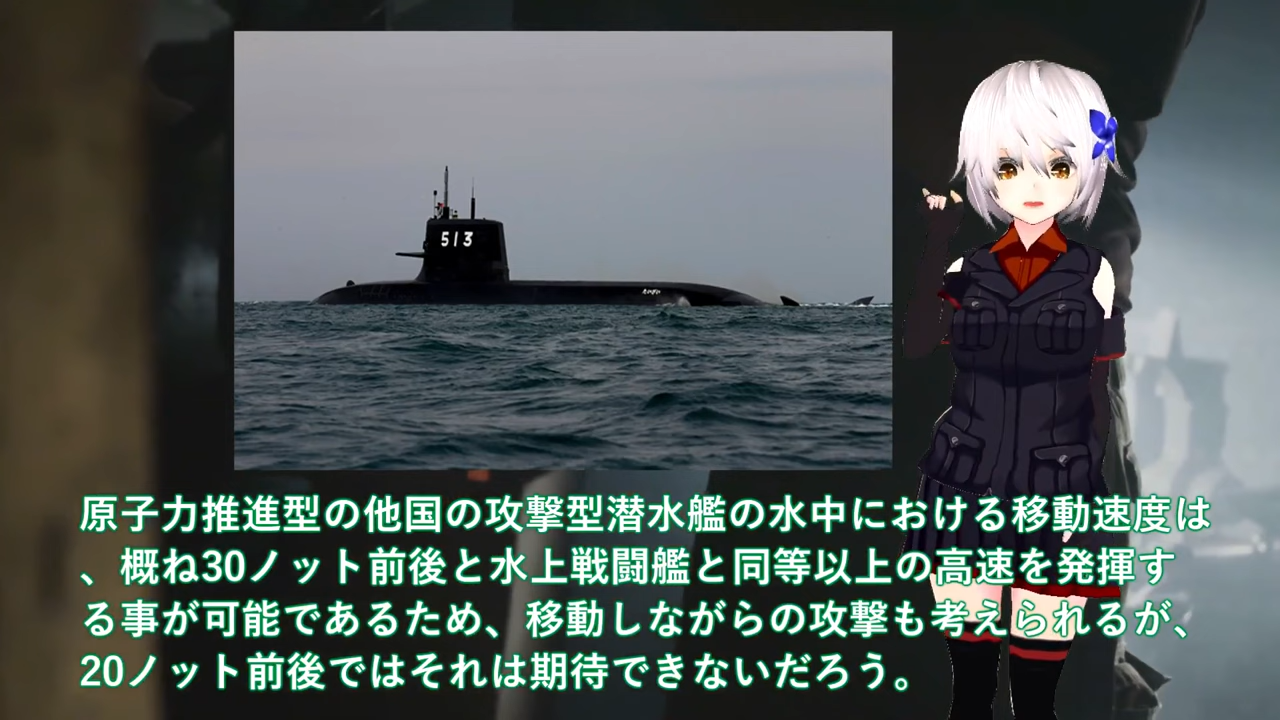 513
原子力推進型の他国の攻撃型潜水艦の水中における移動速度は
、概ね30ノット前後と水上戦闘艦と同等以上の高速を発揮す
る事が可能であるため、移動しながらの攻撃も考えられるが、
20ノット前後ではそれは期待できないだろう。